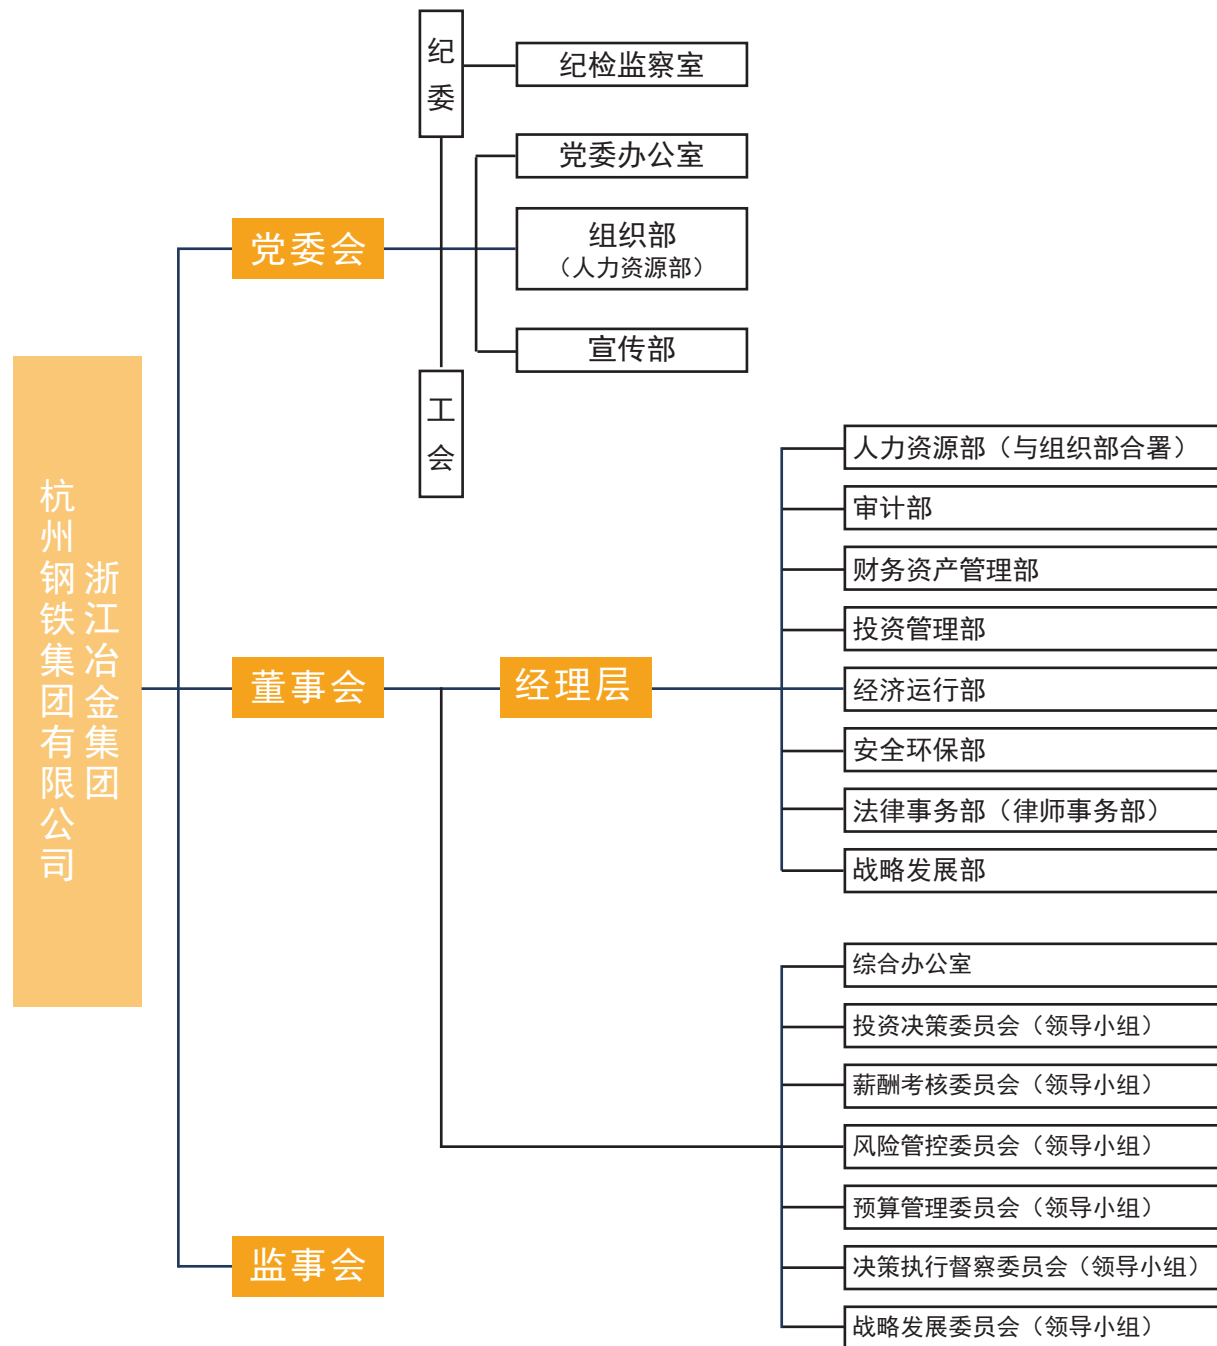 纪委
纪检监察室
党委办公室
党委会
组织部
（人力资源部）
宣传部
工会
杭州钢铁集团有限公司
浙江冶金集团
人力资源部（与组织部合署）
审计部
财务资产管理部
投资管理部
董事会
经理层
经济运行部
安全环保部
法律事务部（律师事务部）
战略发展部
综合办公室
投资决策委员会（领导小组）
薪酬考核委员会（领导小组）
风险管控委员会（领导小组）
预算管理委员会（领导小组）
监事会
决策执行督察委员会（领导小组）
战略发展委员会（领导小组）